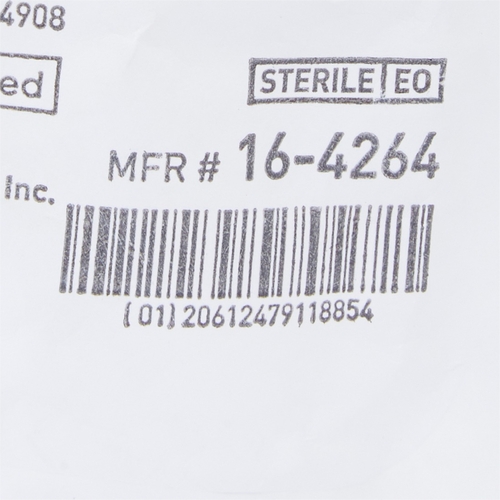 4908
ed
STERILE EO
MFR # 16-4264
Inc.
(01)20612479118854